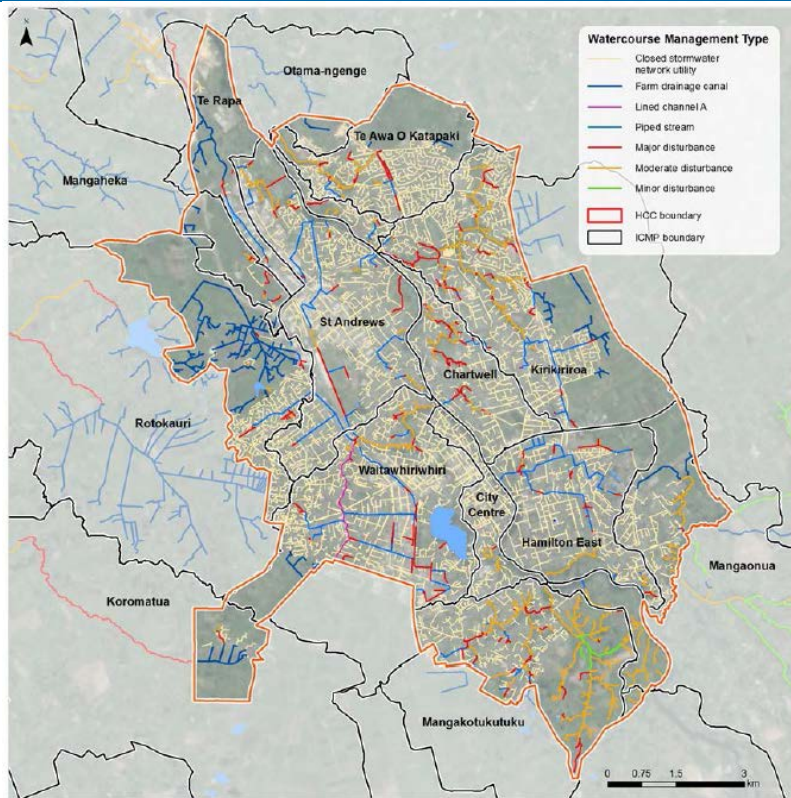 N
Otama-ngenge
Te Rapa
Te Awa O Katapaki
Mangaheka
St Andrews
Chartwell
Kirikiriroa
Rotokauri
Waitawhiriwhiri
City
Centre
Hamilton East
Mangaonua
Koromatua
Mangakotukutuku
Watercourse Management Type
Closed stormwater
network utility
Farm drainage canal
Lined channel A
Piped stream
Major disturbance
Moderate disturbance
Minor disturbance
HCC boundary
ICMP boundary
0 0.75 1.5 3
km